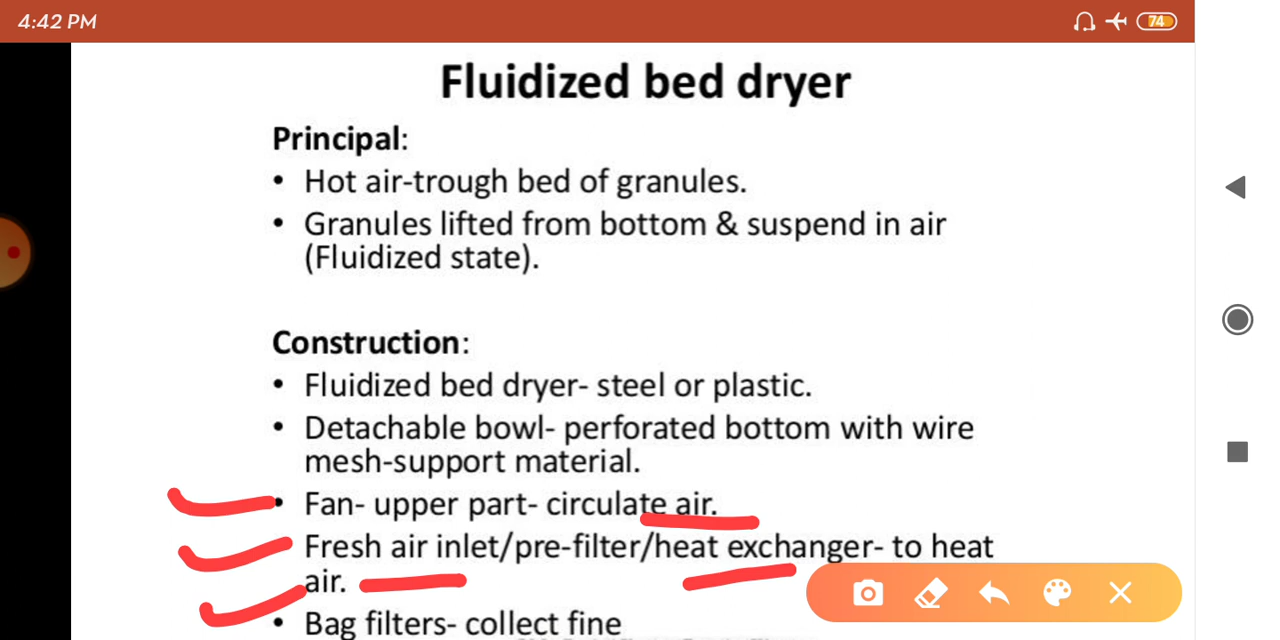 4:42 PM
74
Fluidized bed dryer
Principal:
• Hot air-trough bed of granules.
• Granules lifted from bottom & suspend in air
(Fluidized state).
Construction:
• Fluidized bed dryer- steel or plastic.
• Detachable bowl- perforated bottom with wire
mesh-support material.
• Fan- upper part- circulate air.
Fresh air inlet/pre-filter/heat exchanger- to heat
air.
• Bag filters- collect fine